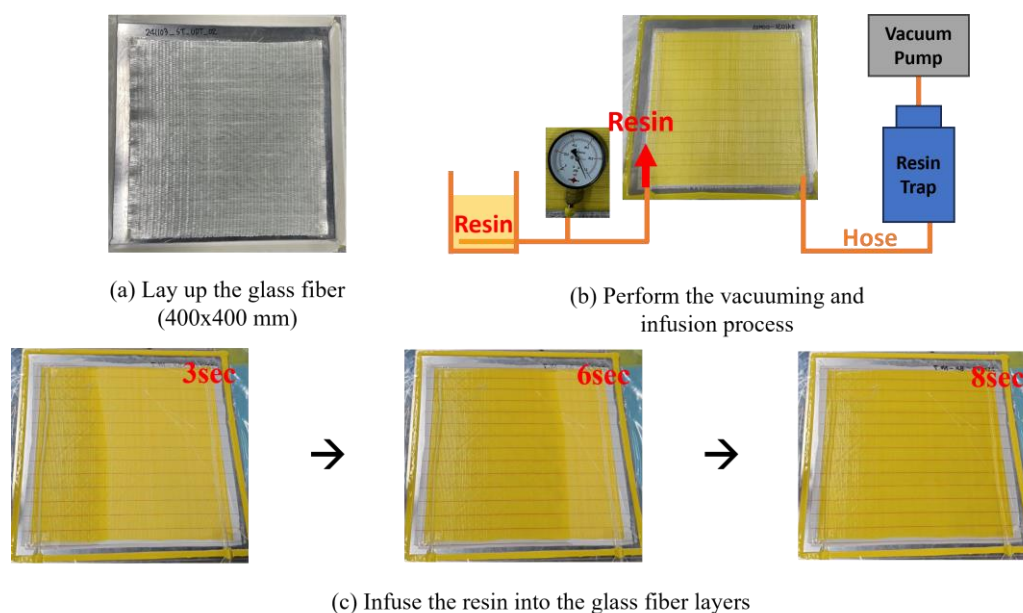 Vacuum
Pump
Resin
Resin
Trap
Resin
Hose
(a) Lay up the glass fiber
(400x400 mm)
(b) Perform the vacuuming and
infusion process
3sec
6sec
8sec
→
→
(c) Infuse the resin into the glass fiber layers